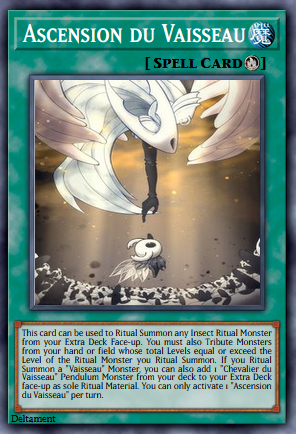 ASCENSION DU VAISSEAU 魔
[ SPELL CARD ]
This card can be used to Ritual Summon any Insect Ritual Monster
from your Extra Deck Face-up. You must also Tribute Monsters
from your hand or field whose total Levels equal or exceed the
Level of the Ritual Monster you Ritual Summon. If you Ritual
Summon a "Vaisseau" Monster, you can also add 1 "Chevalier du
Vaisseau" Pendulum Monster from your deck to your Extra Deck
face-up as sole Ritual Material. You can only activate 1 "Ascension
du Vaisseau" per turn.
Deltament